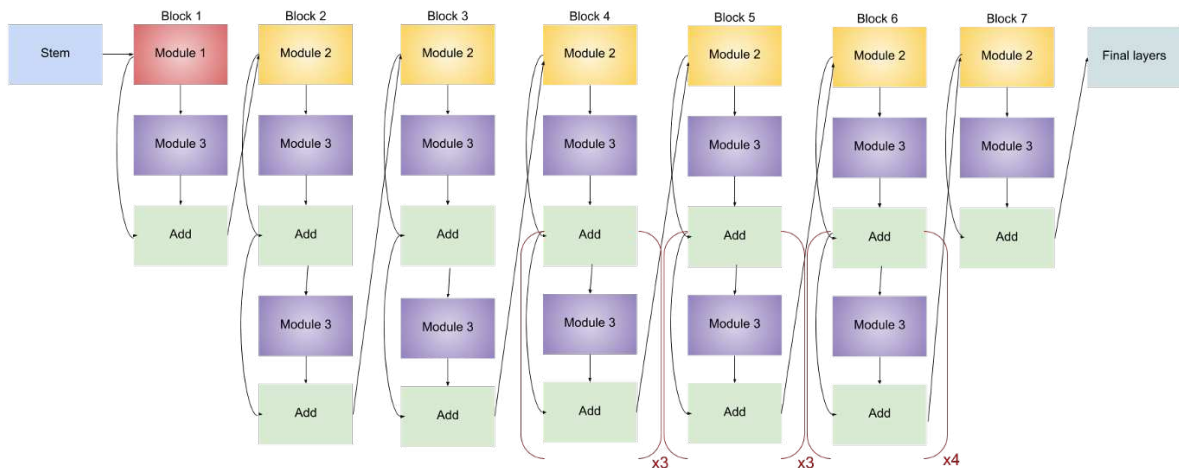 Block 1
Block 2
Block 3
Block 4
Block 5
Block 6
Block 7
Stem
Module 1
Module 2
Module 2
Module 2
Module 2
Module 2
Module 2
Final layers
Module 3
Module 3
Module 3
Module 3
Module 3
Module 3
Module 3
Add
Add
Add
Add
Add
Add
Add
Module 3
Module 3
Module 3
Module 3
Module 3
Add
Add
Add
Add
Add
x3
x3
x4